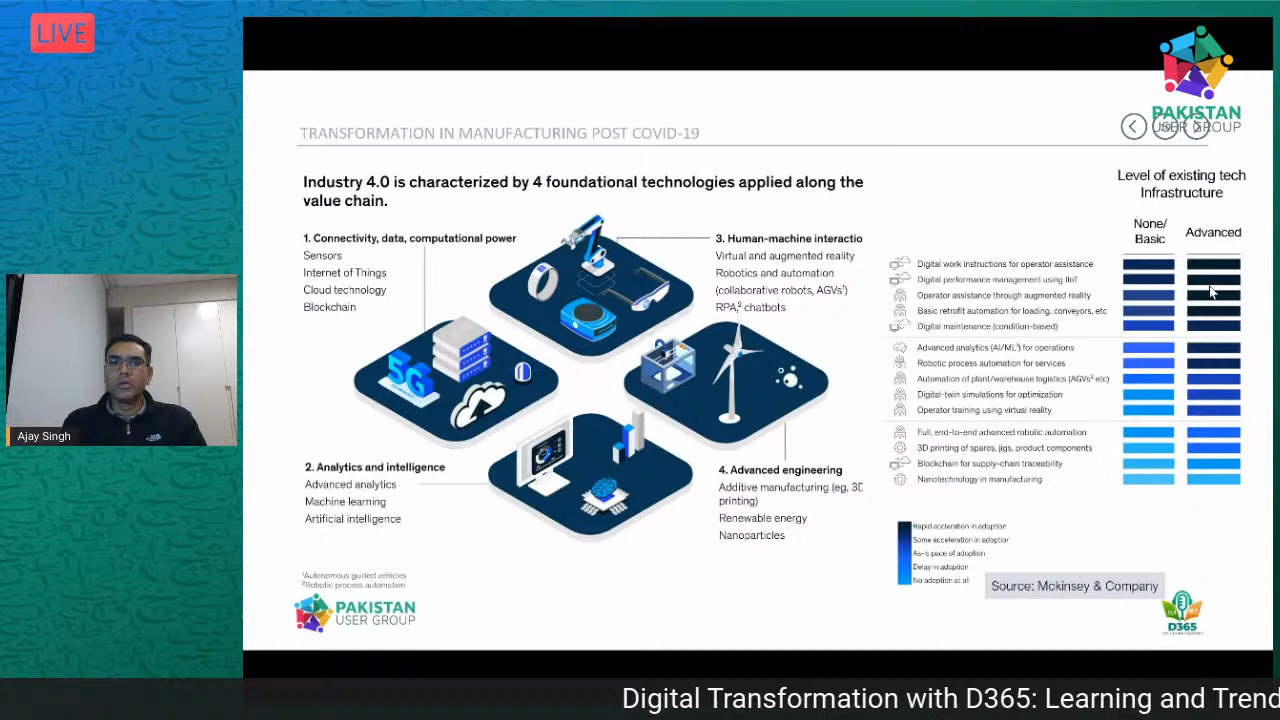 LIVE
PAKISTAN
USER GROUP
TRANSFORMATION IN MANUFACTURING POST COVID-19
Industry 4.0 is characterized by 4 foundational technologies applied along the
value chain.
1. Connectivity, data, computational power
Sensors
Internet of Things
Cloud technology
Blockchain
3. Human-machine interactio
Virtual and augmented reality
Robotics and automation
(collaborative robots, AGVs¹)
RPA,² chatbots
5G
2. Analytics and intelligence
Advanced analytics
Machine learning
Artificial intelligence
4. Advanced engineering
Additive manufacturing (eg, 3D
printing)
Renewable energy
Nanoparticles
¹Autonomous guided vehicles
²Robotic process automation
Level of existing tech
Infrastructure
None/
Basic
Advanced
Digital work instructions for operator assistance
Digital performance management using IIoT
Operator assistance through augmented reality
Basic retrofit automation for loading, conveyors, etc
Digital maintenance (condition-based)
Advanced analytics (AI/ML¹) for operations
Robotic process automation for services
Automation of plant/warehouse logistics (AGVs² etc)
Digital-twin simulations for optimization
Operator training using virtual reality
Full, end-to-end advanced robotic automation
3D printing of spares, jigs, product components
Blockchain for supply-chain traceability
Nanotechnology in manufacturing
Rapid accleration in adoption
Some acceleration in adoption
As-is pace of adoption
Delay in adoption
No adoption at all
Source: Mckinsey & Company
PAKISTAN
USER GROUP
D365
Ajay Singh
Digital Transformation with D365: Learning and Trend